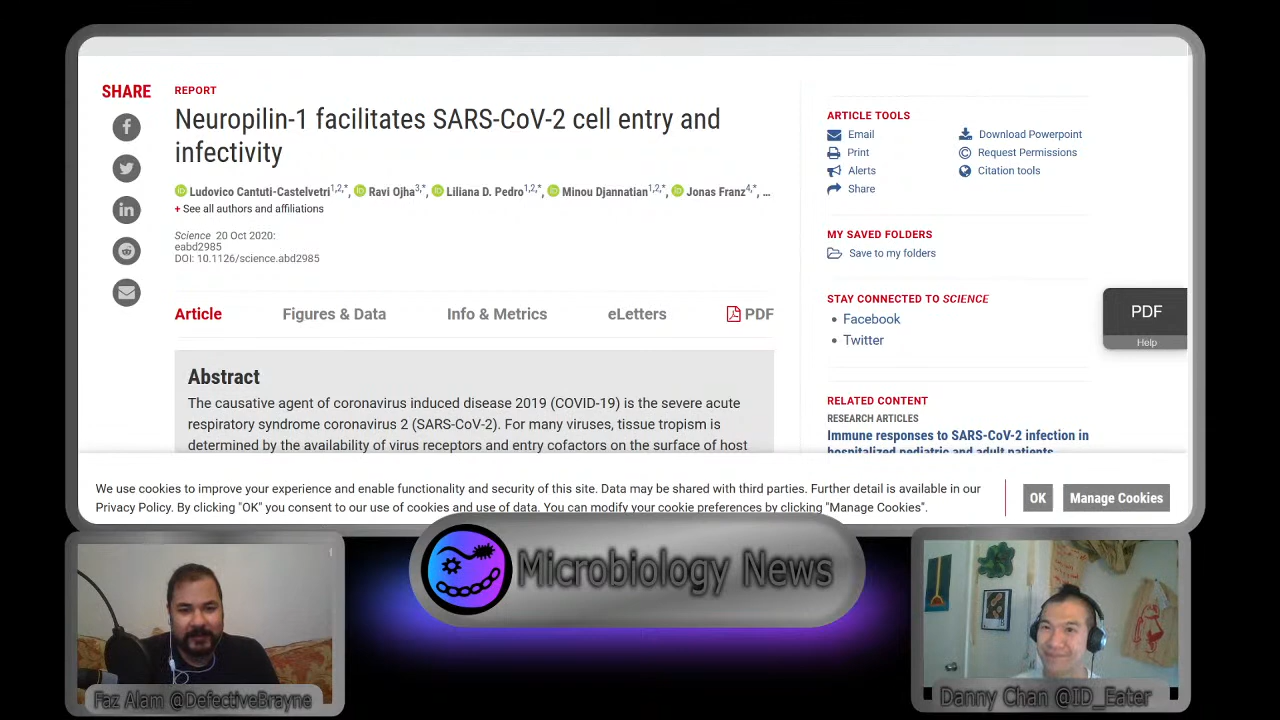 SHARE
REPORT
Neuropilin-1 facilitates SARS-CoV-2 cell entry and
infectivity
Ludovico Cantuti-Castelvetri1,2,*, Ravi Ojha3,*, Liliana D. Pedro1,2,*, Minou Djannatian1,2,*, Jonas Franz4,*, ...
+ See all authors and affiliations
Science 20 Oct 2020:
eabd2985
DOI: 10.1126/science.abd2985
Article Figures & Data Info & Metrics eLetters PDF
Abstract
The causative agent of coronavirus induced disease 2019 (COVID-19) is the severe acute
respiratory syndrome coronavirus 2 (SARS-CoV-2). For many viruses, tissue tropism is
determined by the availability of virus receptors and entry cofactors on the surface of host
ARTICLE TOOLS
Email Download Powerpoint
Print Request Permissions
Alerts Citation tools
Share
MY SAVED FOLDERS
Save to my folders
STAY CONNECTED TO SCIENCE
Facebook
Twitter
PDF
Help
RELATED CONTENT
RESEARCH ARTICLES
Immune responses to SARS-CoV-2 infection in
hospitalized pediatric and adult patients
We use cookies to improve your experience and enable functionality and security of this site. Data may be shared with third parties. Further detail is available in our
Privacy Policy. By clicking "OK" you consent to our use of cookies and use of data. You can modify your cookie preferences by clicking "Manage Cookies".
OK Manage Cookies
Microbiology News
Faz Alam @DefectiveBrayne
Danny Chan @ID_Eater